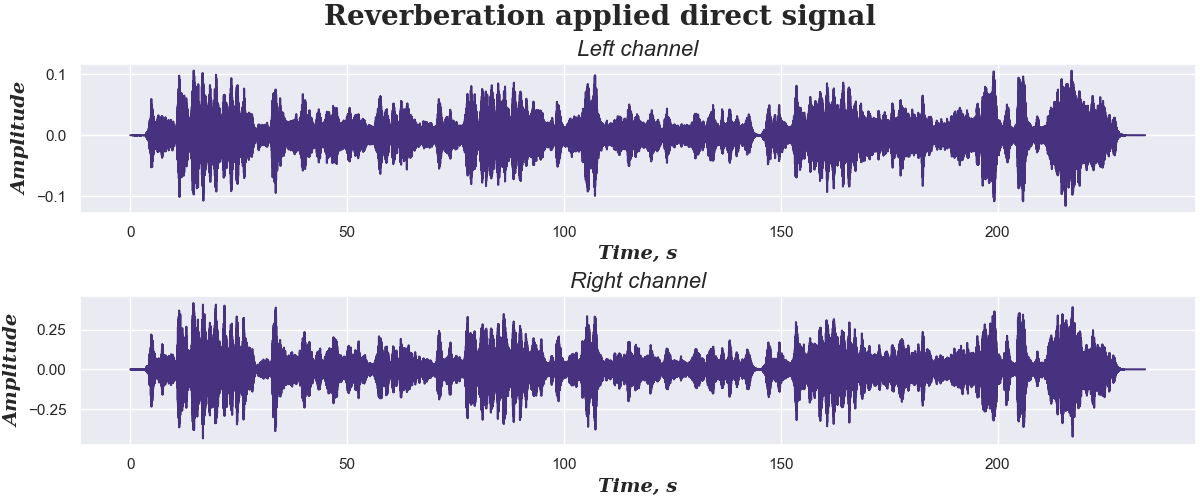 Reverberation applied direct signal
Left channel
Amplitude
0.1
0.0
−0.1
0 50 100 150 200
Time, s
Right channel
Amplitude
0.25
0.00
−0.25
0 50 100 150 200
Time, s